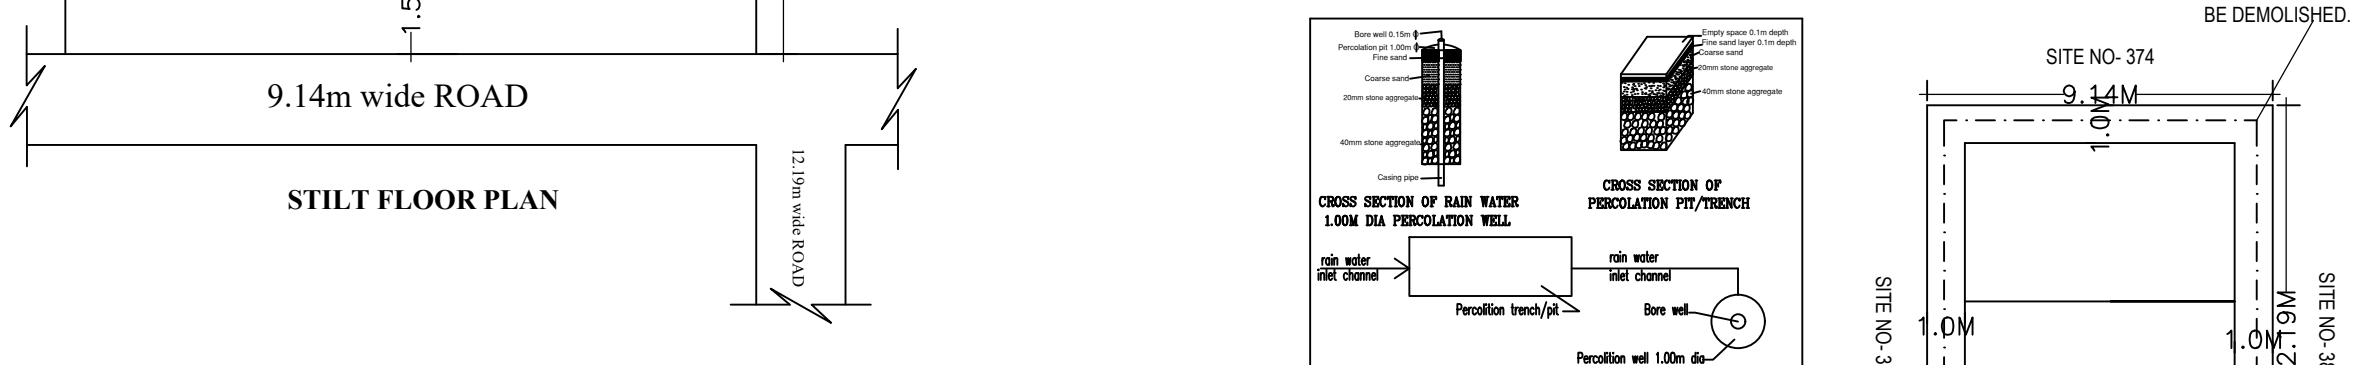 1.5
9.14m wide ROAD
12.19m wide ROAD
STILT FLOOR PLAN
Bore well 0.15m ϕ
Percolation pit 1.00m ϕ
Fine sand
Coarse sand
20mm stone aggregate
40mm stone aggregate
Casing pipe
CROSS SECTION OF RAIN WATER
1.00M DIA PERCOLATION WELL
Empty space 0.1m depth
Fine sand layer 0.1m depth
Coarse sand
20mm stone aggregate
40mm stone aggregate
CROSS SECTION OF
PERCOLATION PIT/TRENCH
rain water
inlet channel
Percolition trench/pit
rain water
inlet channel
Bore well
Percolition well 1.00m dia
BE DEMOLISHED.
SITE NO- 374
9.14M
1.0M
SITE NO- 3
1.0M
1.0M
2.19M
SITE NO- 38